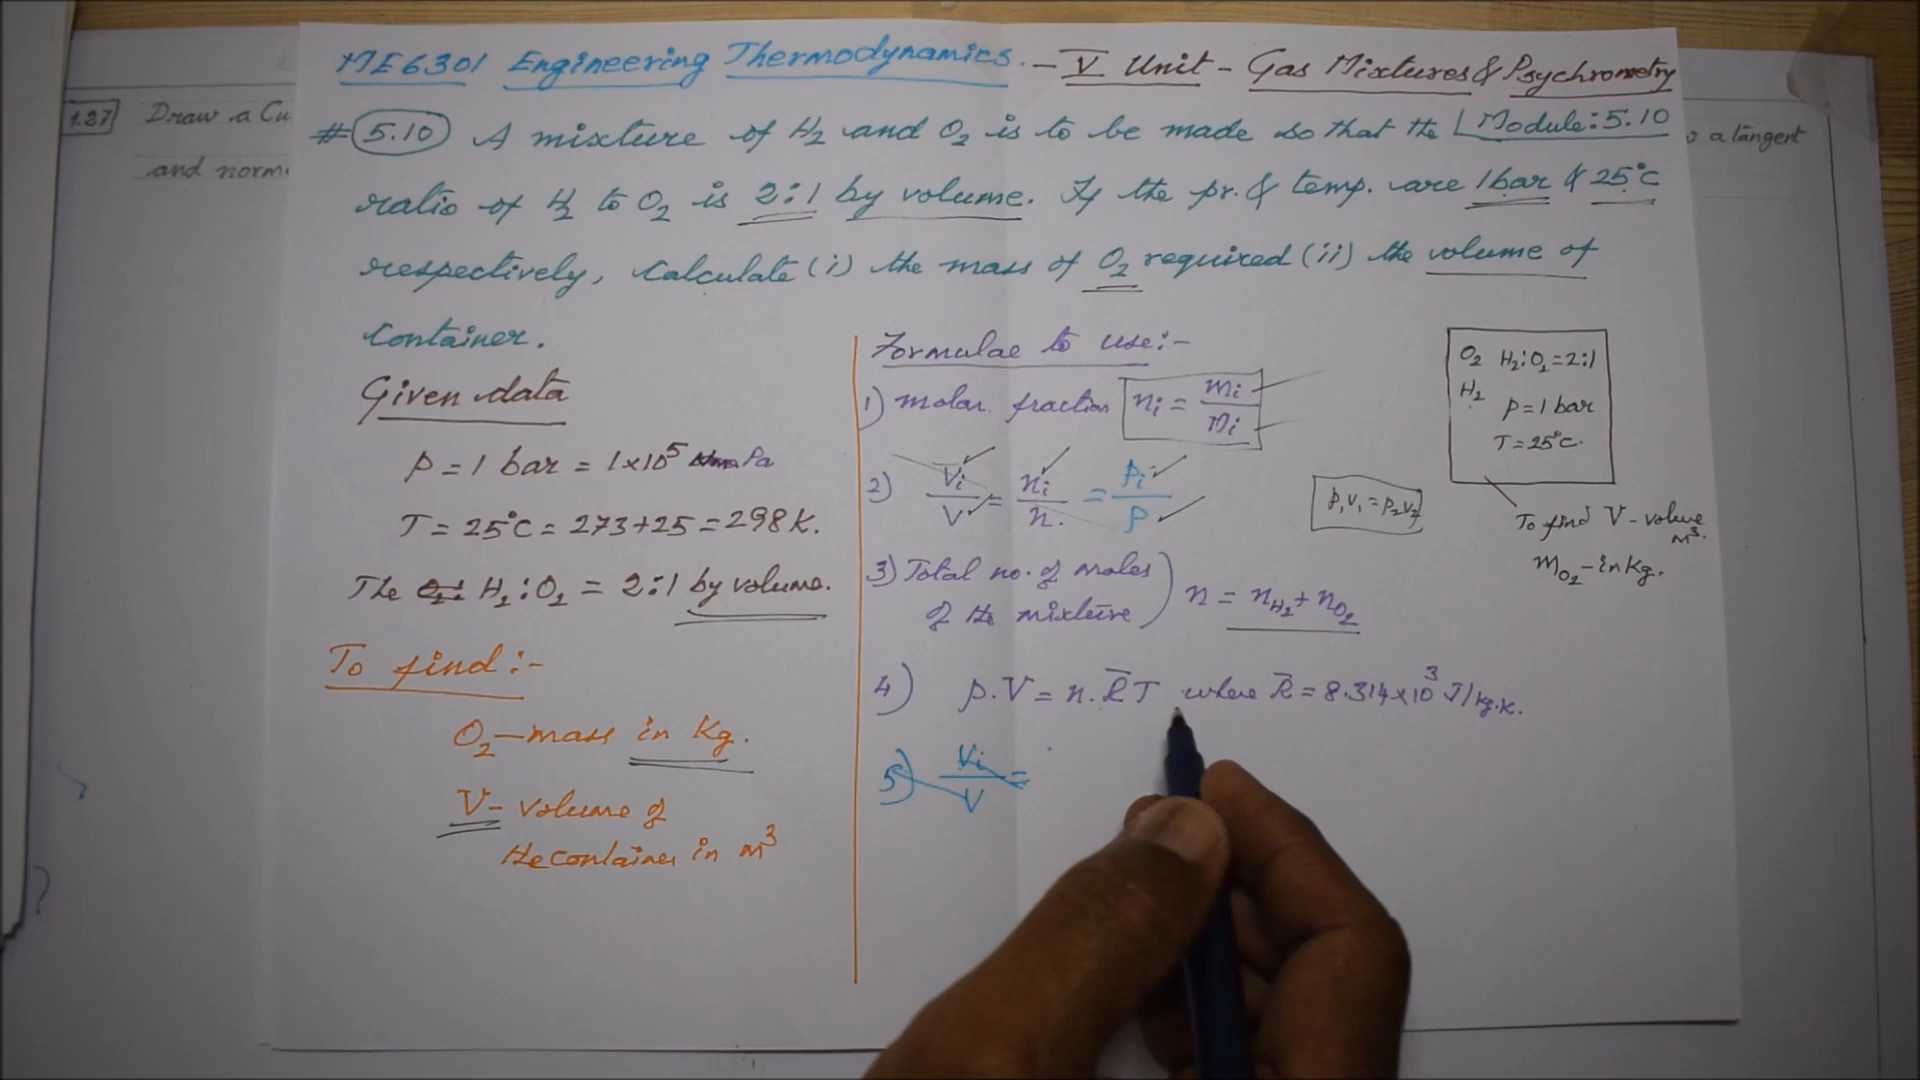 ME6301 Engineering Thermodynamics. - V Unit - Gas Mixtures & Psychrometry
# 5.10 A mixture of H2 and O2 is to be made so that the Module: 5.10
ratio of H2 to O2 is 2:1 by volume. If the pr. & temp. are 1bar & 25°C
respectively, Calculate (i) the mass of O2 required (ii) the volume of
Container.
Given data
P = 1 bar = 1x10^5 Pa
T = 25°C = 273+25 = 298K.
The H2:O2 = 2:1 by volume.
To find:-
O2 - mass in Kg.
V - volume of
the container in m^3
Formulae to use:-
1) molar fraction ni = mi / Mi
2) Vi / V = ni / n. = Pi / P
P1V1 = P2V2
3) Total no. of moles
of the mixture ) n = nH2 + nO2
4) p.V = n.R̅T where R̅ = 8.314x10^3 J/kg.K.
5) Vi / V =
O2 H2:O2 = 2:1
H2
P = 1 bar
T = 25°C.
To find V - volume
m^3.
mO2 - in Kg.
1.27 Draw a Cu
and norm
a tangent